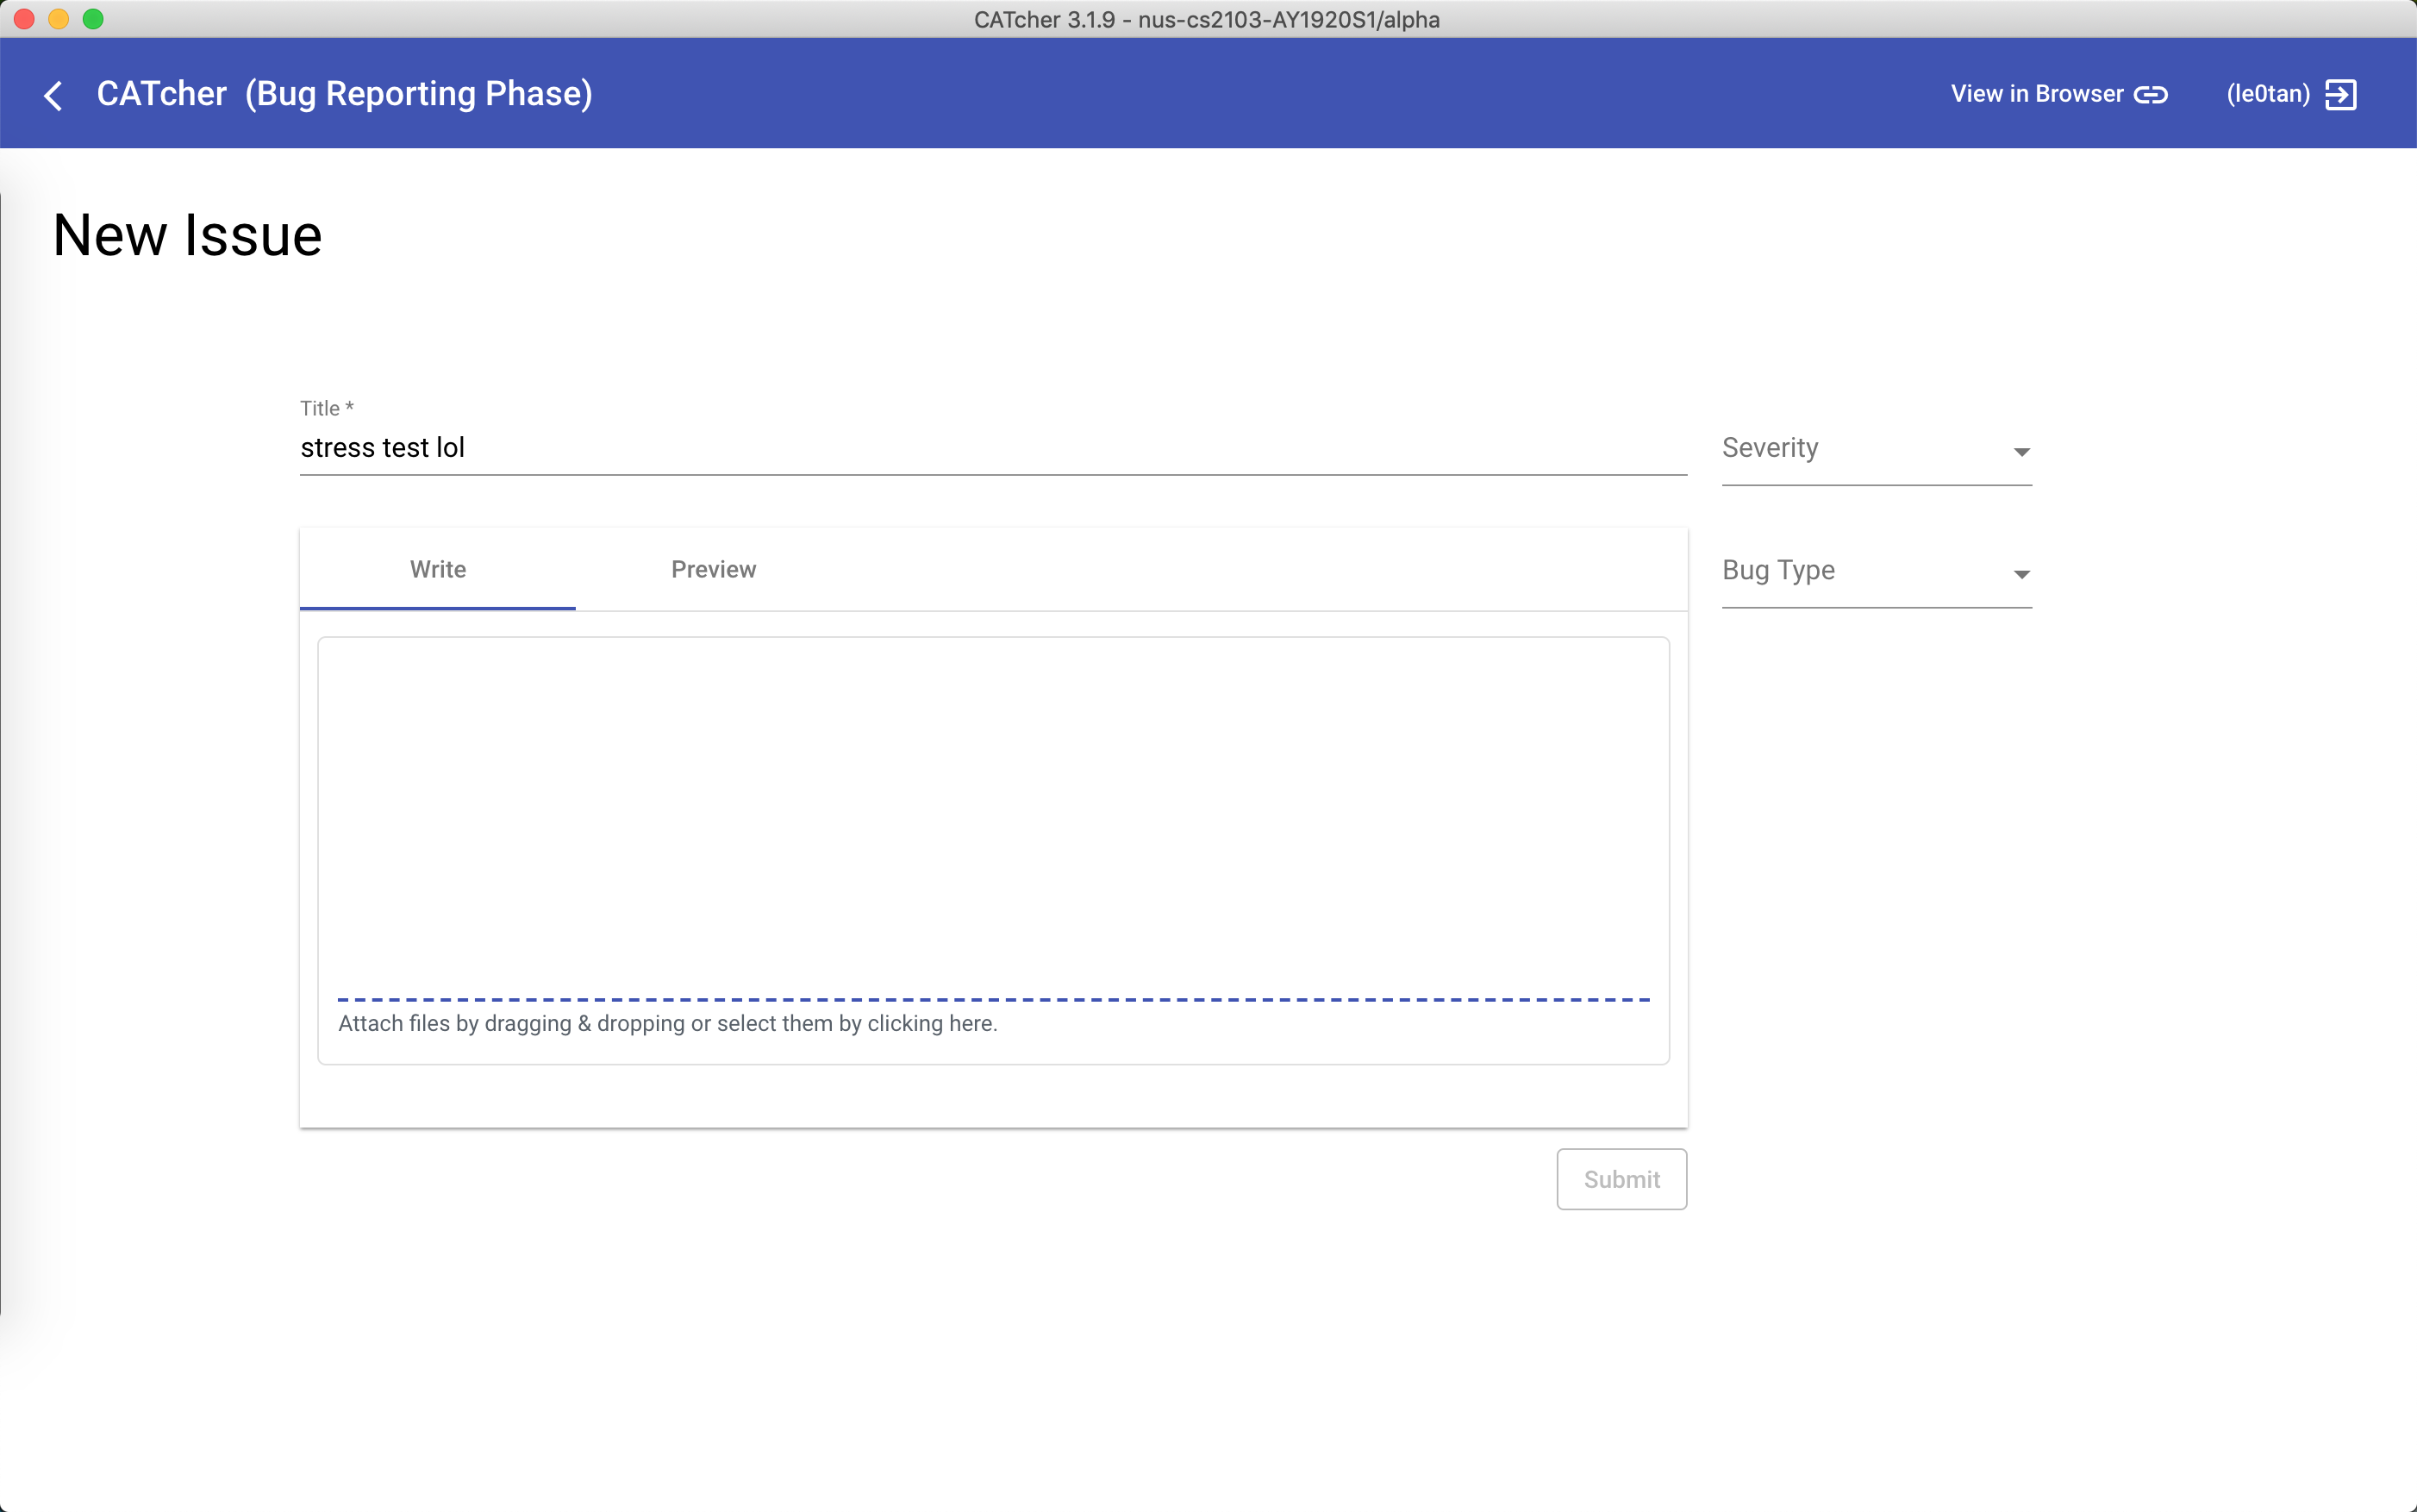 CATcher 3.1.9 - nus-cs2103-AY1920S1/alpha
CATcher (Bug Reporting Phase)
View in Browser
(le0tan)
New Issue
Title *
stress test lol
Severity
Write
Preview
Bug Type
Attach files by dragging & dropping or select them by clicking here.
Submit